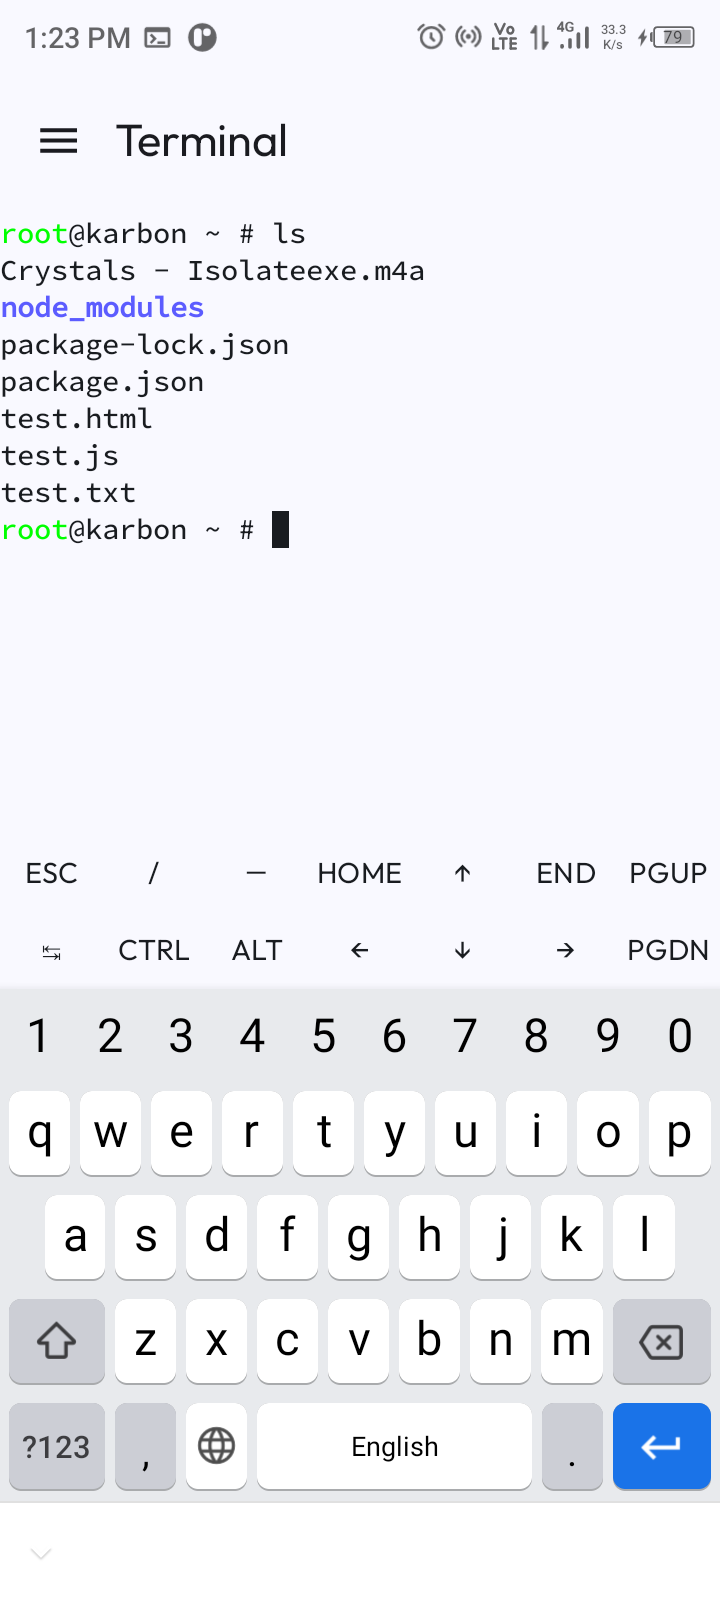 1:23 PM Vo LTE 4G 33.3 K/s 79
Terminal
root@karbon ~ # ls
Crystals - Isolateexe.m4a
node_modules
package-lock.json
package.json
test.html
test.js
test.txt
root@karbon ~ #
ESC / — HOME ↑ END PGUP
↹ CTRL ALT ← ↓ → PGDN
1 2 3 4 5 6 7 8 9 0
q w e r t y u i o p
a s d f g h j k l
z x c v b n m
?123 , English .